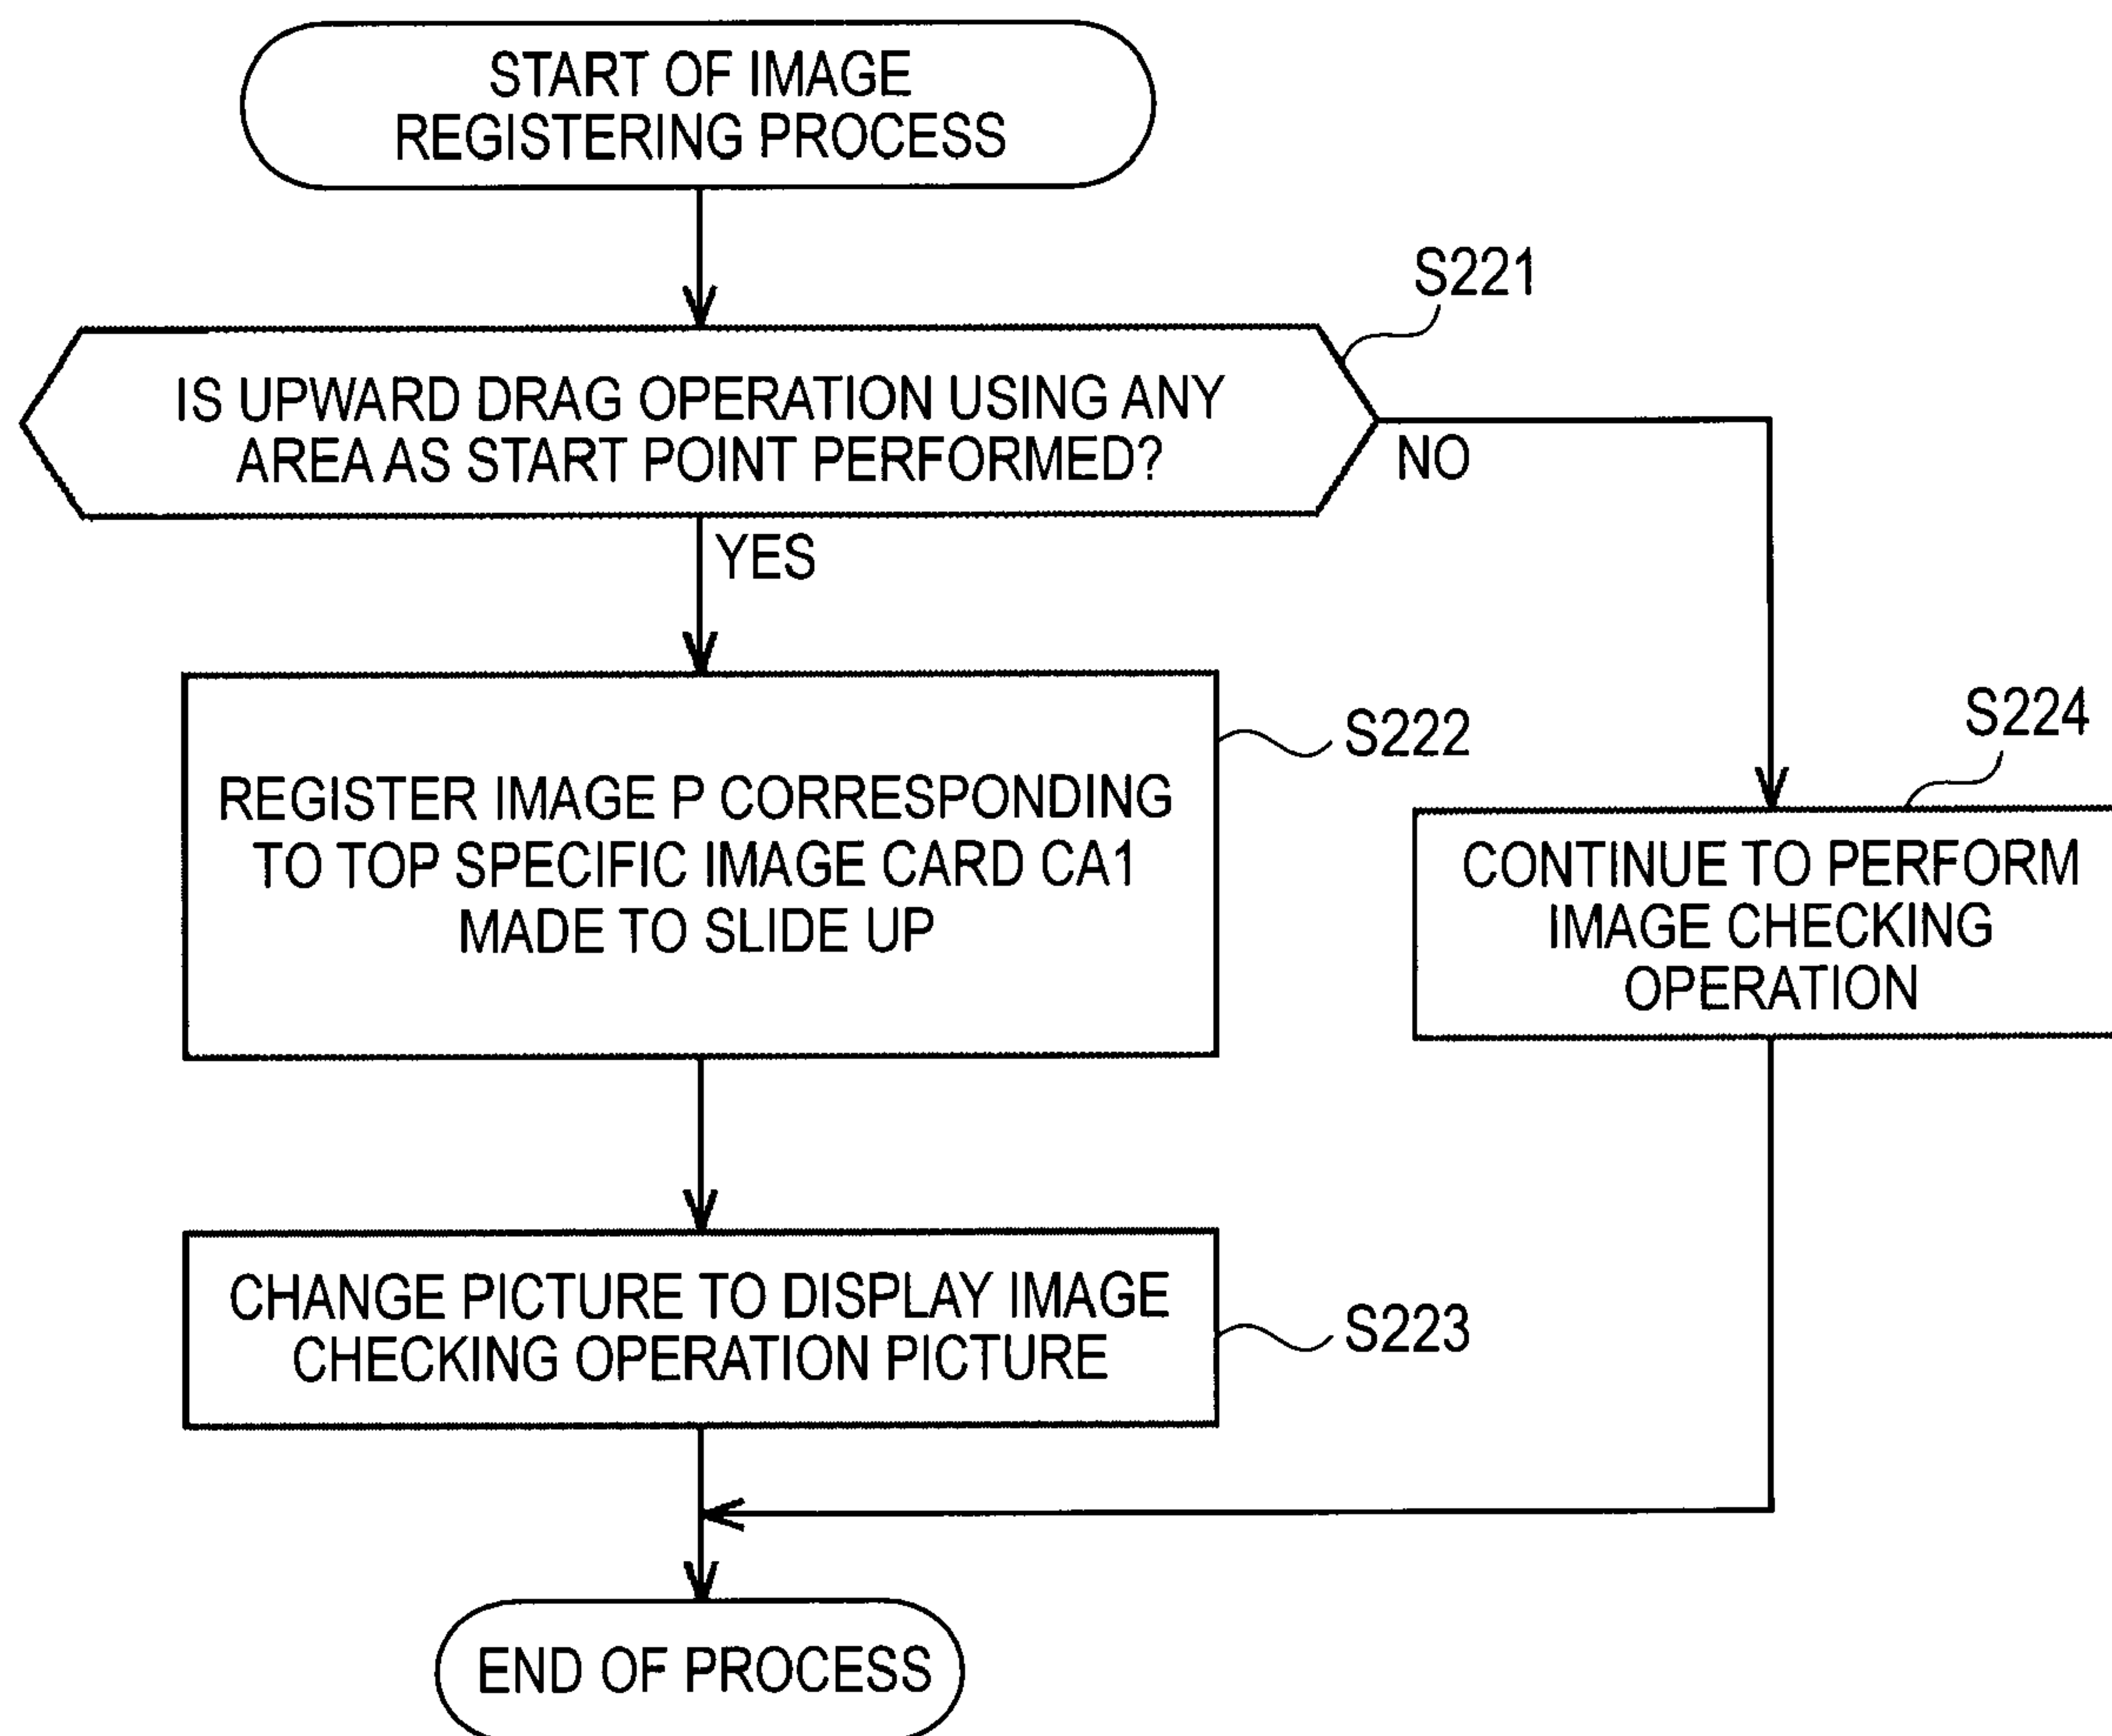 START OF IMAGE
REGISTERING PROCESS
S221
IS UPWARD DRAG OPERATION USING ANY
AREA AS START POINT PERFORMED?
NO
YES
S222
REGISTER IMAGE P CORRESPONDING
TO TOP SPECIFIC IMAGE CARD CA1
MADE TO SLIDE UP
S224
CONTINUE TO PERFORM
IMAGE CHECKING
OPERATION
CHANGE PICTURE TO DISPLAY IMAGE
CHECKING OPERATION PICTURE
S223
END OF PROCESS